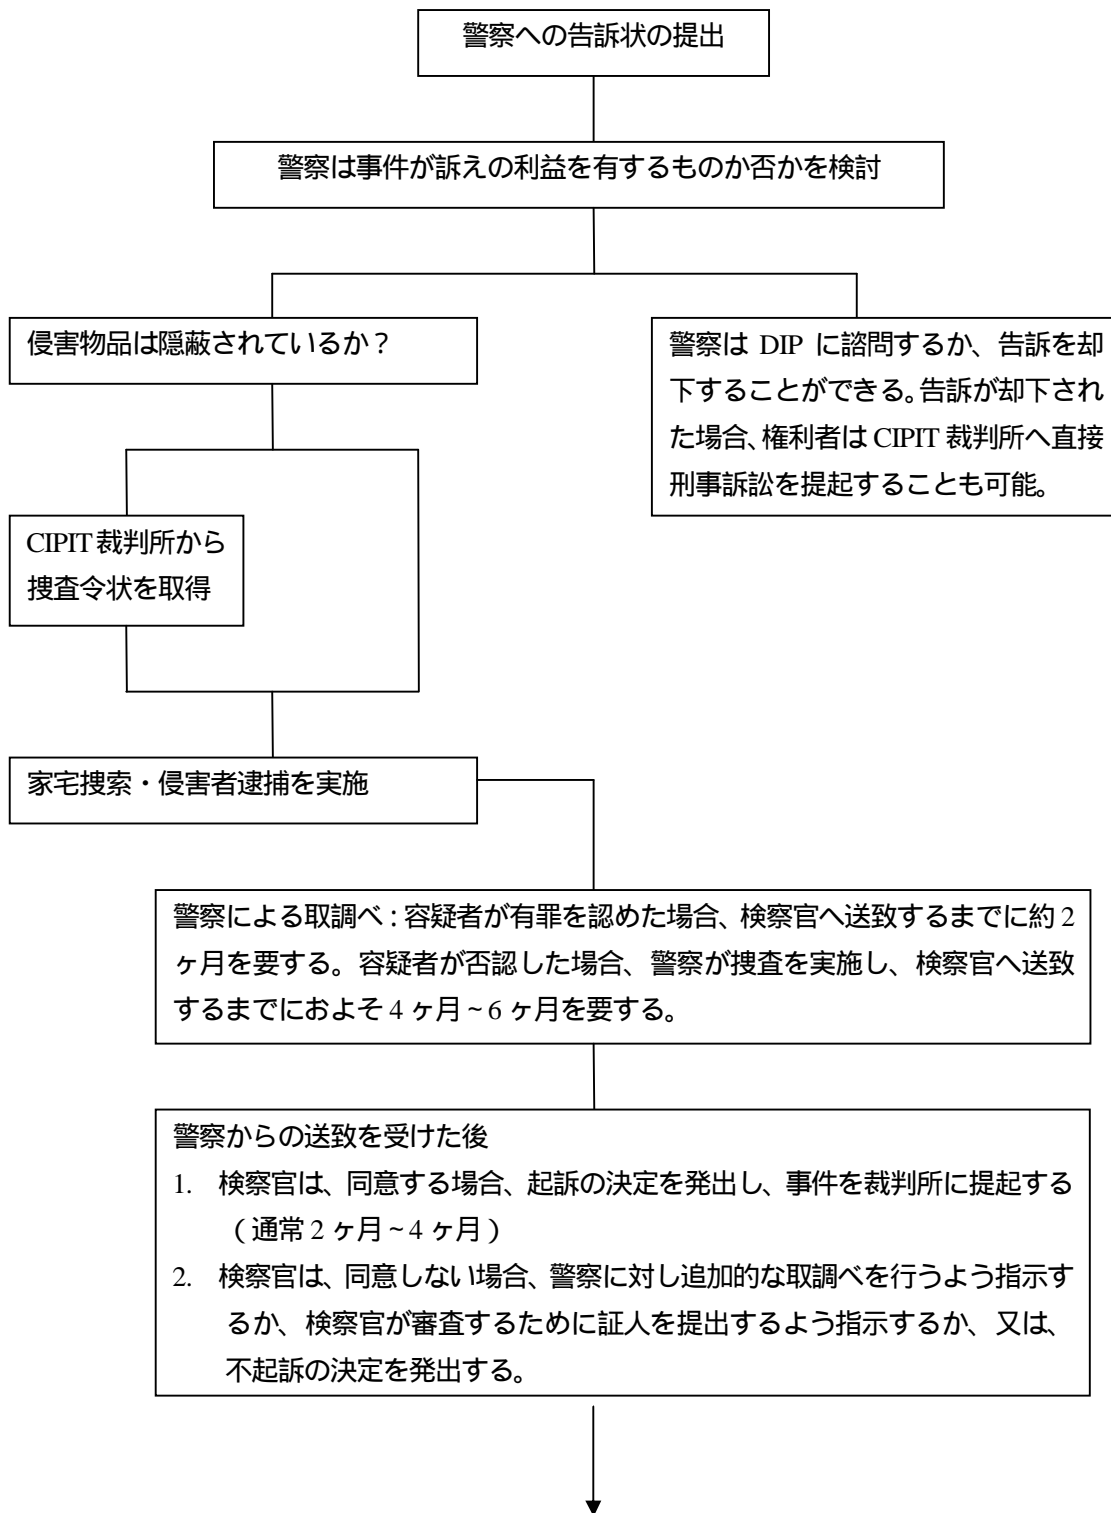 警察への告訴状の提出
警察は事件が訴えの利益を有するものか否かを検討
侵害物品は隠蔽されているか？
警察は DIP に諮問するか、告訴を却
下することができる。告訴が却下され
た場合、権利者は CIPIT 裁判所へ直接
刑事訴訟を提起することも可能。
CIPIT 裁判所から
捜査令状を取得
家宅捜索・侵害者逮捕を実施
警察による取調べ：容疑者が有罪を認めた場合、検察官へ送致するまでに約 2
ヶ月を要する。容疑者が否認した場合、警察が捜査を実施し、検察官へ送致
するまでにおよそ 4 ヶ月~6 ヶ月を要する。
警察からの送致を受けた後
1. 検察官は、同意する場合、起訴の決定を発出し、事件を裁判所に提起する
（通常 2 ヶ月~4 ヶ月）
2. 検察官は、同意しない場合、警察に対し追加的な取調べを行うよう指示す
るか、検察官が審査するために証人を提出するよう指示するか、又は、
不起訴の決定を発出する。